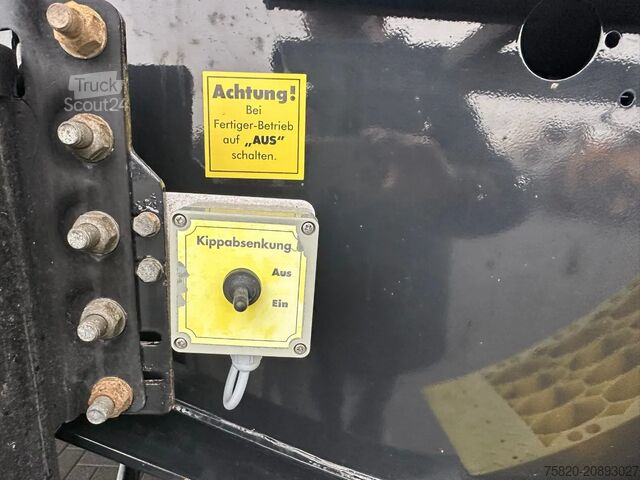 Truck
Scout24
Achtung!
Bei
Fertiger-Betrieb
auf „AUS“
schalten.
Kippabsenkung
Aus
Ein
75820-20893027